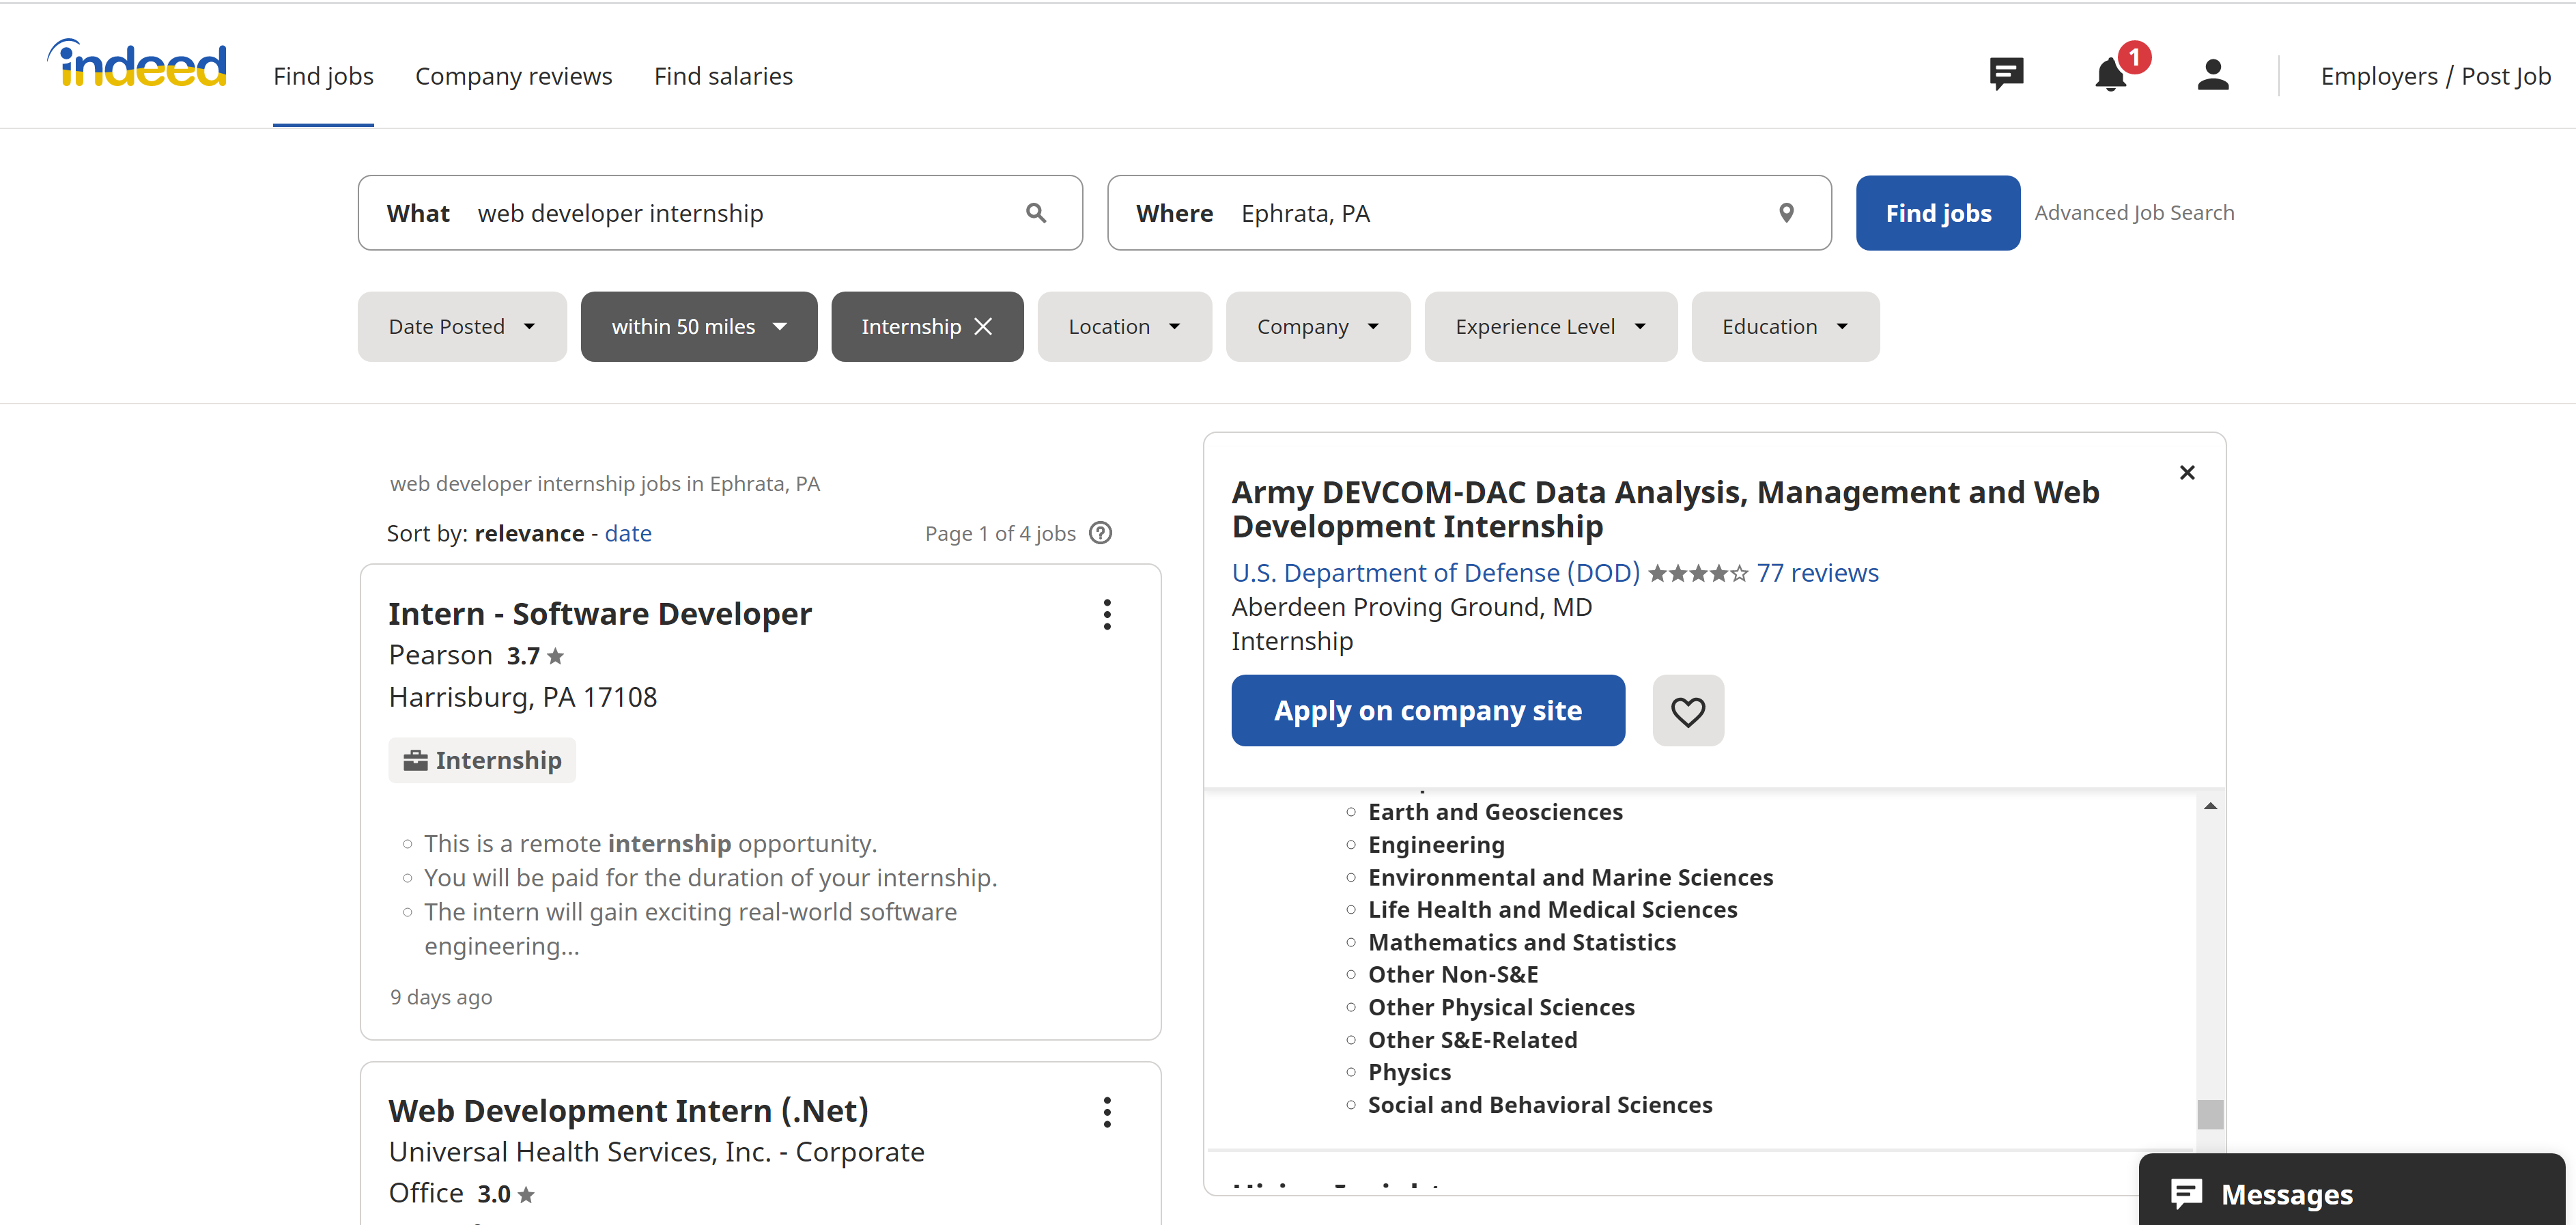 indeed
Find jobs
Company reviews
Find salaries
1
Employers / Post Job
What web developer internship
Where Ephrata, PA
Find jobs
Advanced Job Search
Date Posted
within 50 miles
Internship
Location
Company
Experience Level
Education
web developer internship jobs in Ephrata, PA
Sort by: relevance - date
Page 1 of 4 jobs
Intern - Software Developer
Pearson 3.7
Harrisburg, PA 17108
Internship
This is a remote internship opportunity.
You will be paid for the duration of your internship.
The intern will gain exciting real-world software
engineering...
9 days ago
Web Development Intern (.Net)
Universal Health Services, Inc. - Corporate
Office 3.0
Army DEVCOM-DAC Data Analysis, Management and Web
Development Internship
U.S. Department of Defense (DOD) 77 reviews
Aberdeen Proving Ground, MD
Internship
Apply on company site
Earth and Geosciences
Engineering
Environmental and Marine Sciences
Life Health and Medical Sciences
Mathematics and Statistics
Other Non-S&E
Other Physical Sciences
Other S&E-Related
Physics
Social and Behavioral Sciences
Messages